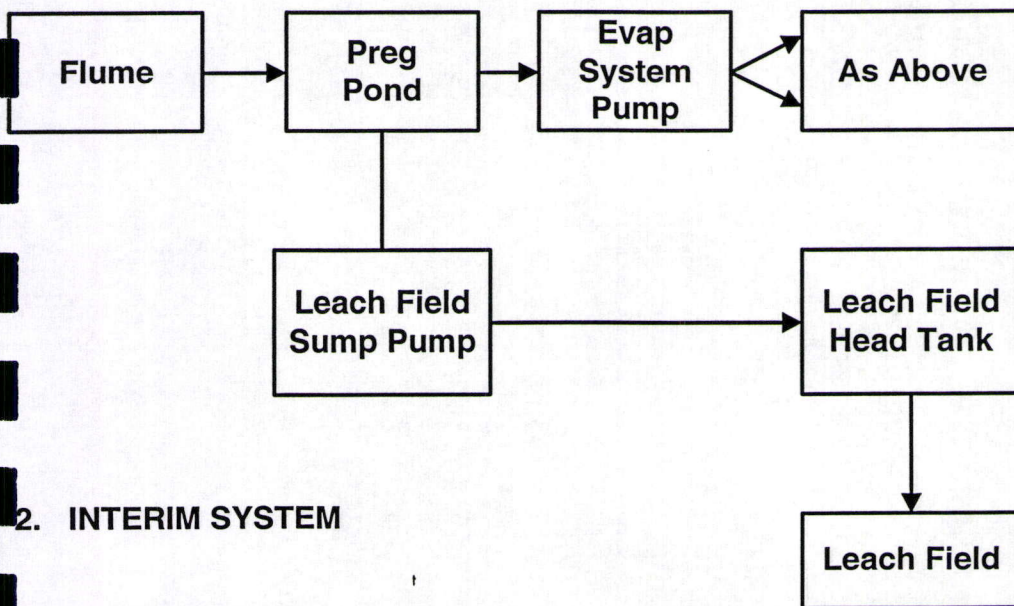 Flume
Preg
Pond
Evap
System
Pump
As Above
Leach Field
Sump Pump
Leach Field
Head Tank
2. INTERIM SYSTEM
Leach Field